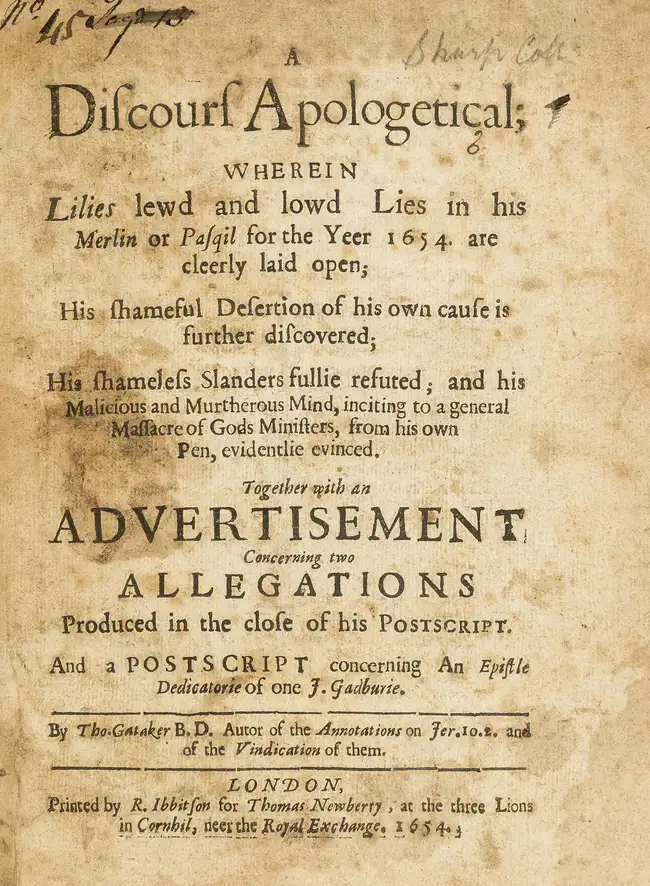 No.
45
A
Diſcourſ Apologetical;
WHEREIN
Lilies lewd and lowd Lies in his
Merlin or Paſqil for the Yeer 1654. are
cleerly laid open;
His ſhameful Deſertion of his own cauſe is
further diſcovered;
His ſhameleſs Slanders fullie refuted; and his
Malicious and Murtherous Mind, inciting to a general
Maſſacre of Gods Miniſters, from his own
Pen, evidentlie evinced.
Together with an
ADVERTISEMENT
Concerning two
ALLEGATIONS
Produced in the cloſe of his POSTSCRIPT.
And a POSTSCRIPT concerning An Epiſtle
Dedicatorie of one J. Gadburie.
By Tho. Gataker B. D. Autor of the Annotations on Jer. 10. 2. and
of the Vindication of them.
LONDON,
Printed by R. Ibbitſon for Thomas Newberry, at the three Lions
in Cornhil, neer the Royal Exchange. 1654.